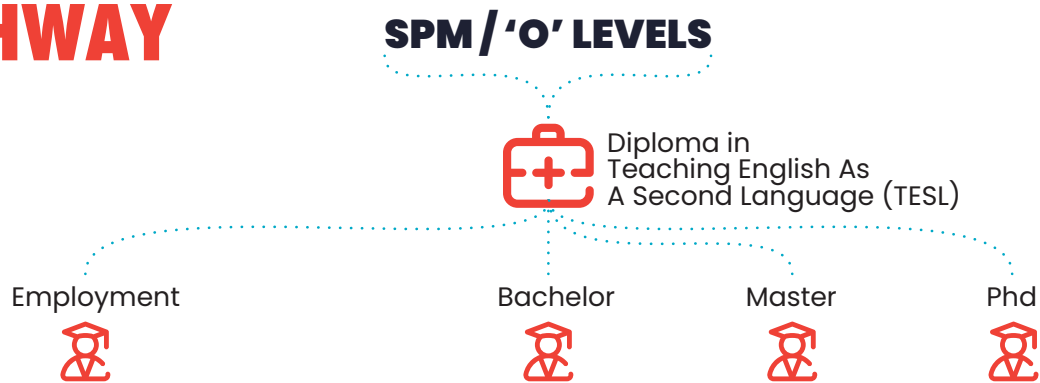 HWAY
SPM / ‘O’ LEVELS
Diploma in
Teaching English As
A Second Language (TESL)
Employment
Bachelor
Master
Phd